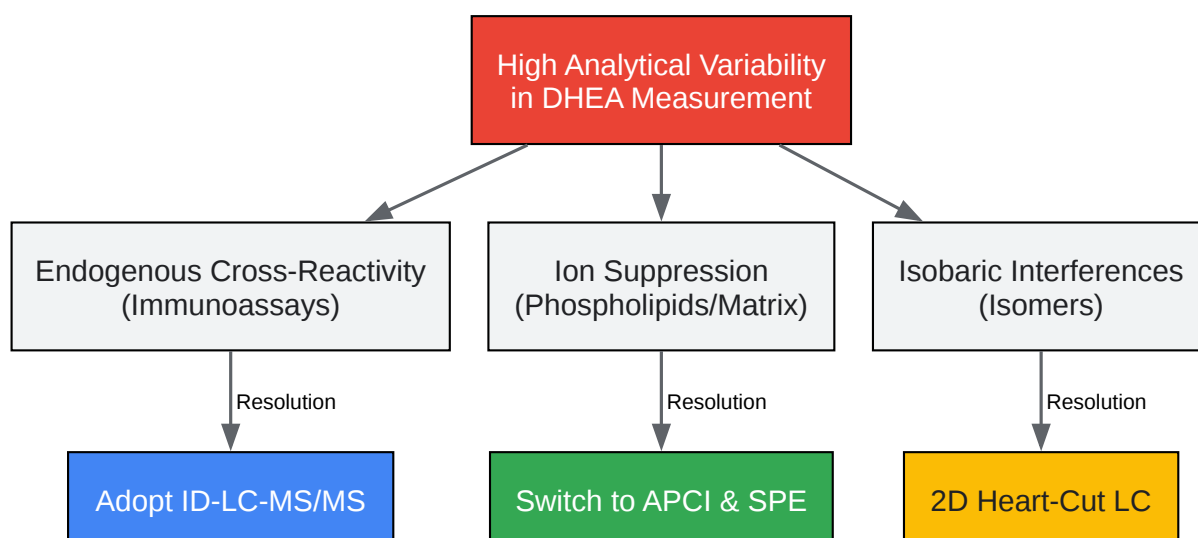 High Analytical Variability
in DHEA Measurement
Endogenous Cross-Reactivity
(Immunoassays)
Ion Suppression
(Phospholipids/Matrix)
Isobaric Interferences
(Isomers)
Resolution
Resolution
Resolution
Adopt ID-LC-MS/MS
Switch to APCI & SPE
2D Heart-Cut LC